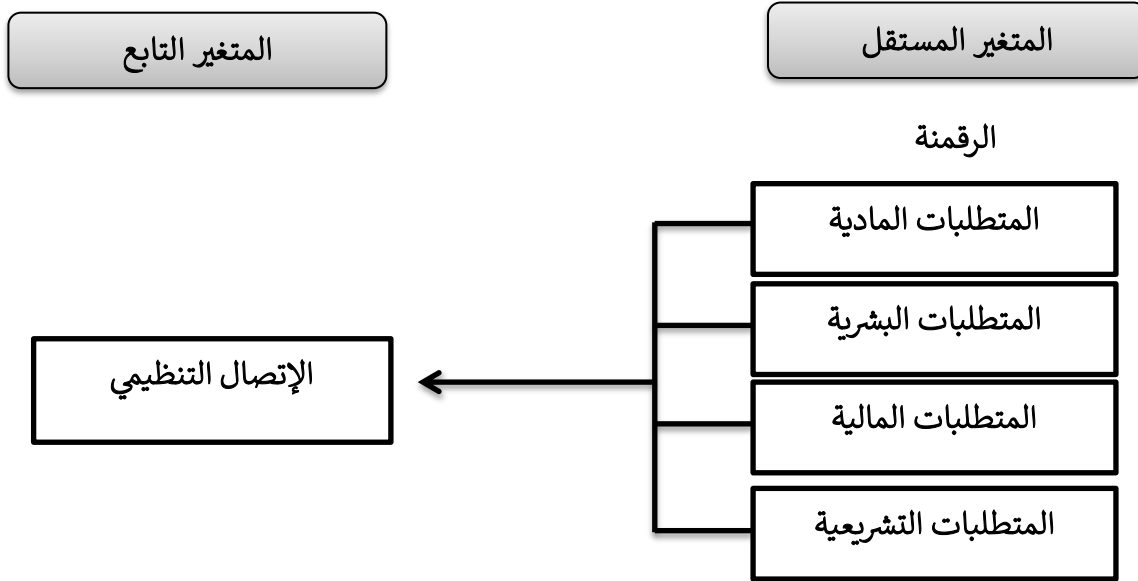 المتغير المستقل
المتغير التابع
الرقمنة
المتطلبات المادية
المتطلبات البشرية
المتطلبات المالية
المتطلبات التشريعية
الإتصال التنظيمي